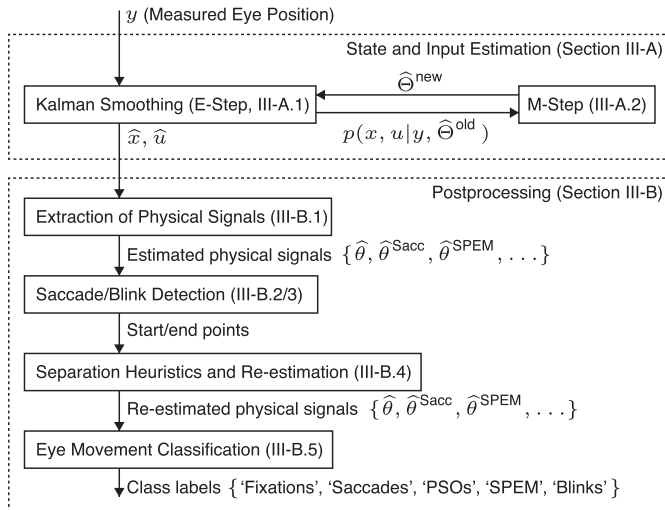 y (Measured Eye Position)
State and Input Estimation (Section III-A)
Kalman Smoothing (E-Step, III-A.1)
Θ̂^new
M-Step (III-A.2)
p(x, u|y, Θ̂^old)
x̂, û
Postprocessing (Section III-B)
Extraction of Physical Signals (III-B.1)
Estimated physical signals {θ̂, θ̂^Sacc, θ̂^SPEM, . . .}
Saccade/Blink Detection (III-B.2/3)
Start/end points
Separation Heuristics and Re-estimation (III-B.4)
Re-estimated physical signals {θ̂, θ̂^Sacc, θ̂^SPEM, . . .}
Eye Movement Classification (III-B.5)
Class labels {‘Fixations’, ‘Saccades’, ‘PSOs’, ‘SPEM’, ‘Blinks’}